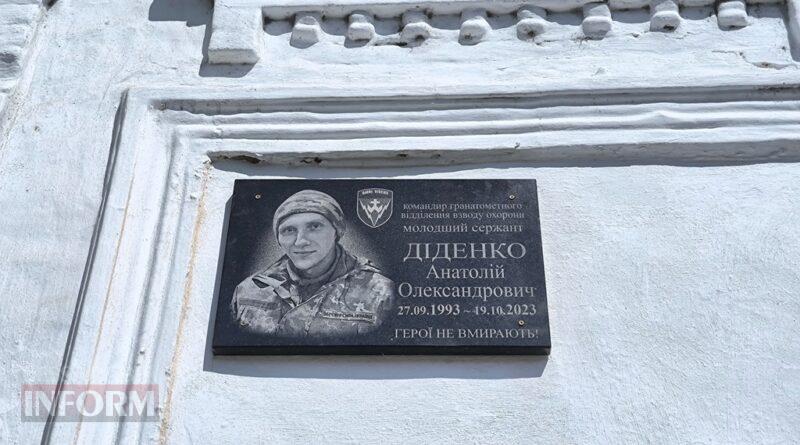 командир гранатометного
відділення взводу охорони
молодший сержант
ДІДЕНКО
Анатолій
Олександрович
27.09.1993 ~ 19.10.2023
ГЕРОЇ НЕ ВМИРАЮТЬ!
INFORM